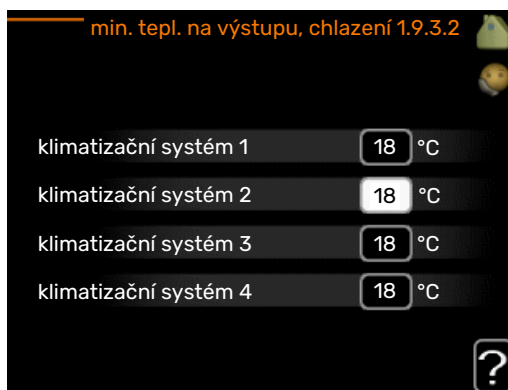 min. tepl. na výstupu, chlazení 1.9.3.2
klimatizační systém 1 18 °C
klimatizační systém 2 18 °C
klimatizační systém 3 18 °C
klimatizační systém 4 18 °C
?